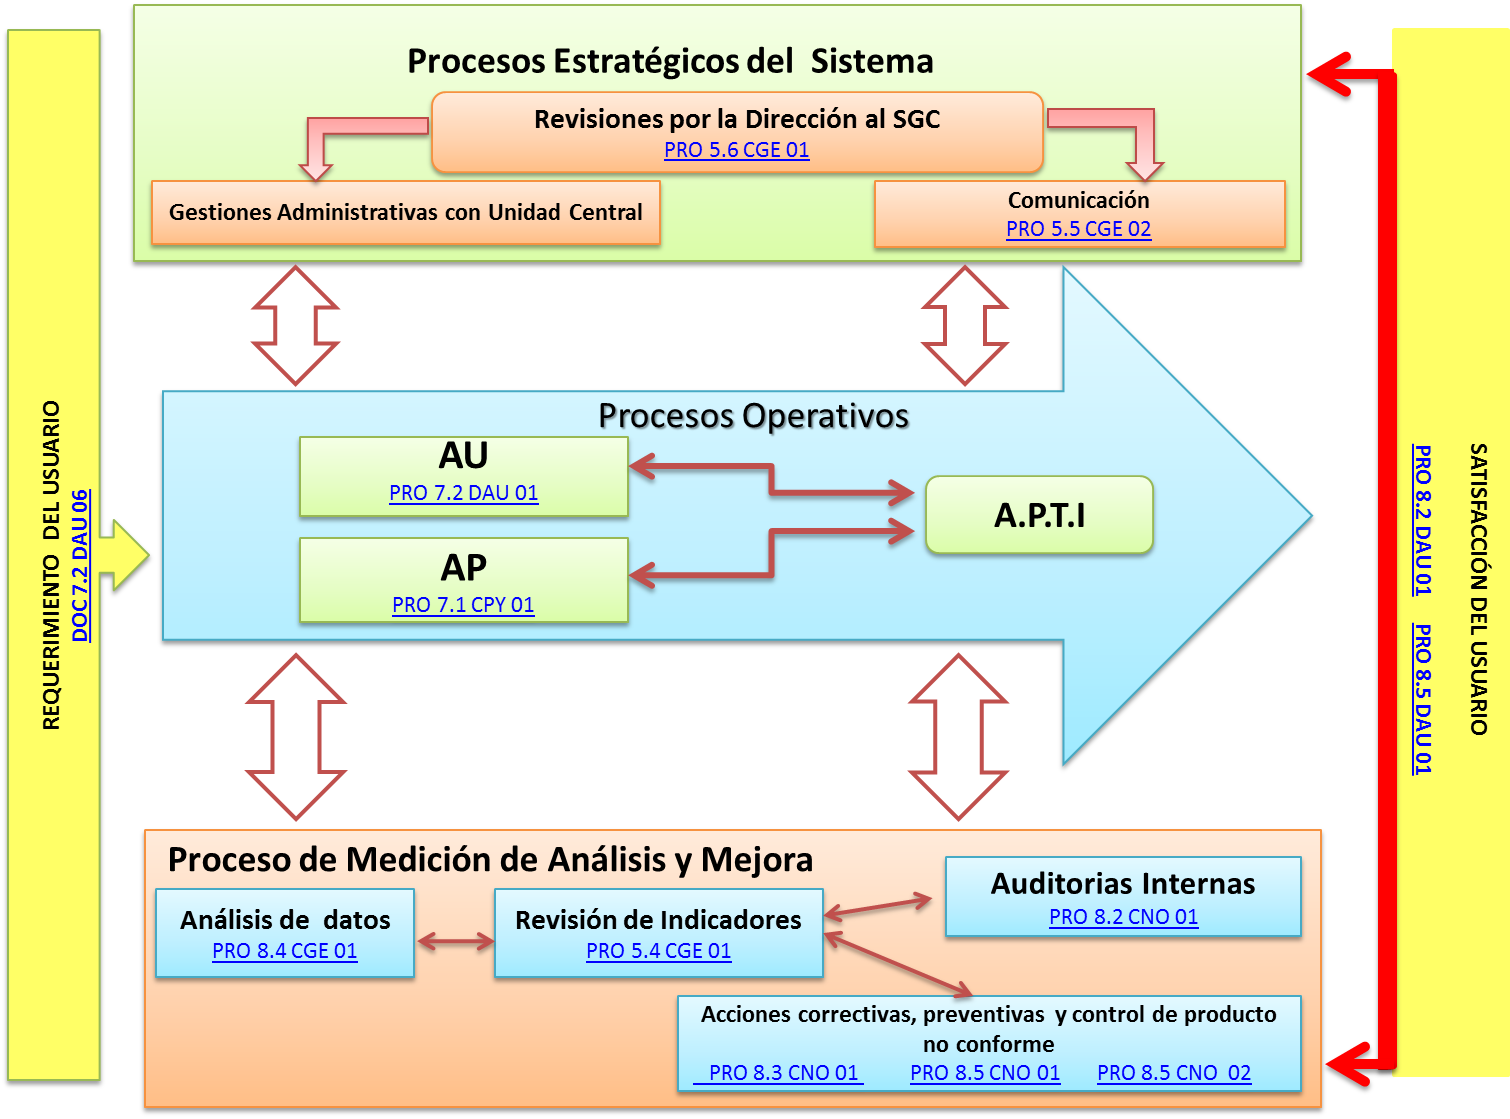 Procesos Estratégicos del  Sistema
Revisiones por la Dirección al SGC
PRO 5.6 CGE 01
Gestiones Administrativas con Unidad Central
Comunicación
PRO 5.5 CGE 02
REQUERIMIENTO  DEL USUARIO
DOC 7.2 DAU 06
Procesos Operativos
AU
PRO 7.2 DAU 01
AP
PRO 7.1 CPY 01
A.P.T.I
SATISFACCIÓN DEL USUARIO
PRO 8.2 DAU 01    PRO 8.5 DAU 01
Proceso de Medición de Análisis y Mejora
Análisis de  datos
PRO 8.4 CGE 01
Revisión de Indicadores
PRO 5.4 CGE 01
Auditorias Internas
PRO 8.2 CNO 01
Acciones correctivas, preventivas  y control de producto
no conforme
PRO 8.3 CNO 01    PRO 8.5 CNO 01    PRO 8.5 CNO  02